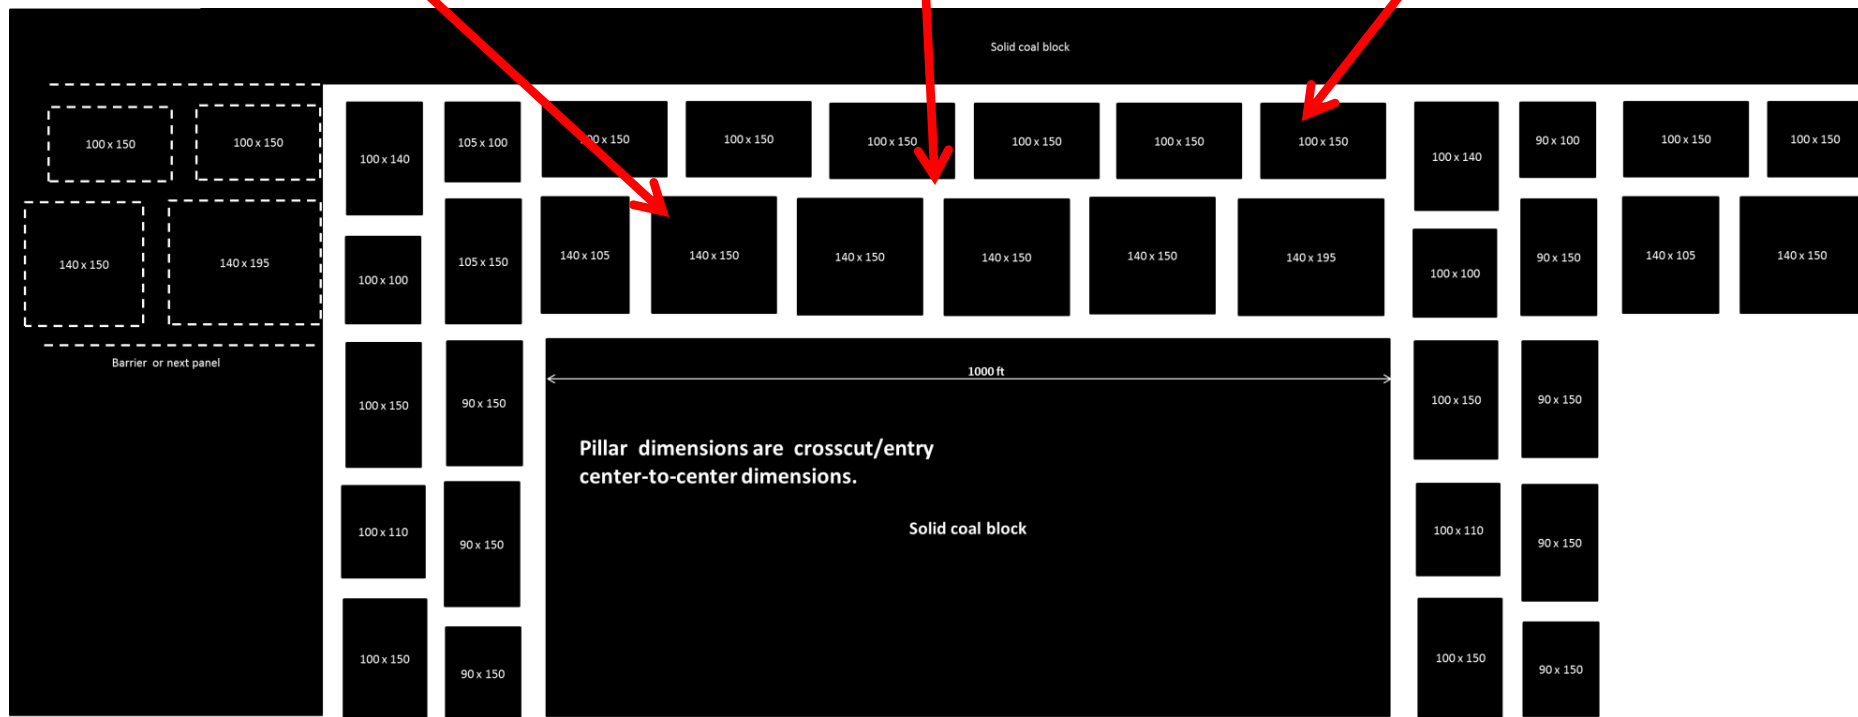 Solid coal block
100 x 150
100 x 150
100 x 140
105 x 100
100 x 150
100 x 150
100 x 150
100 x 150
100 x 150
100 x 150
100 x 140
90 x 100
100 x 150
100 x 150
140 x 150
140 x 195
100 x 100
105 x 150
140 x 105
140 x 150
140 x 150
140 x 150
140 x 150
140 x 195
100 x 100
90 x 150
140 x 105
140 x 150
Barrier or next panel
1000 ft
100 x 150
90 x 150
100 x 150
90 x 150
Pillar dimensions are crosscut/entry
center-to-center dimensions.
Solid coal block
100 x 110
90 x 150
100 x 110
90 x 150
100 x 150
90 x 150
100 x 150
90 x 150